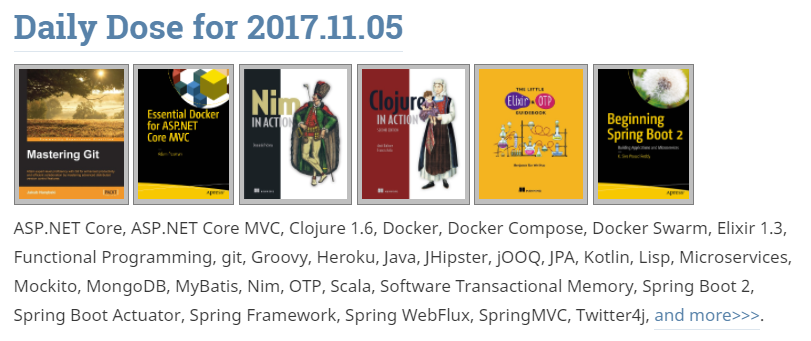 Daily Dose for 2017.11.05
Mastering Git
Essential Docker
for ASP.NET
Core MVC
Nim
IN ACTION
Clojure
IN ACTION
THE LITTLE
Elixir & OTP
GUIDEBOOK
Beginning
Spring Boot 2
Building Applications and Microservices
Apress
MANNING
MANNING
MANNING
Apress
ASP.NET Core, ASP.NET Core MVC, Clojure 1.6, Docker, Docker Compose, Docker Swarm, Elixir 1.3,
Functional Programming, git, Groovy, Heroku, Java, JHipster, jOOQ, JPA, Kotlin, Lisp, Microservices,
Mockito, MongoDB, MyBatis, Nim, OTP, Scala, Software Transactional Memory, Spring Boot 2,
Spring Boot Actuator, Spring Framework, Spring WebFlux, SpringMVC, Twitter4j, and more>>>.